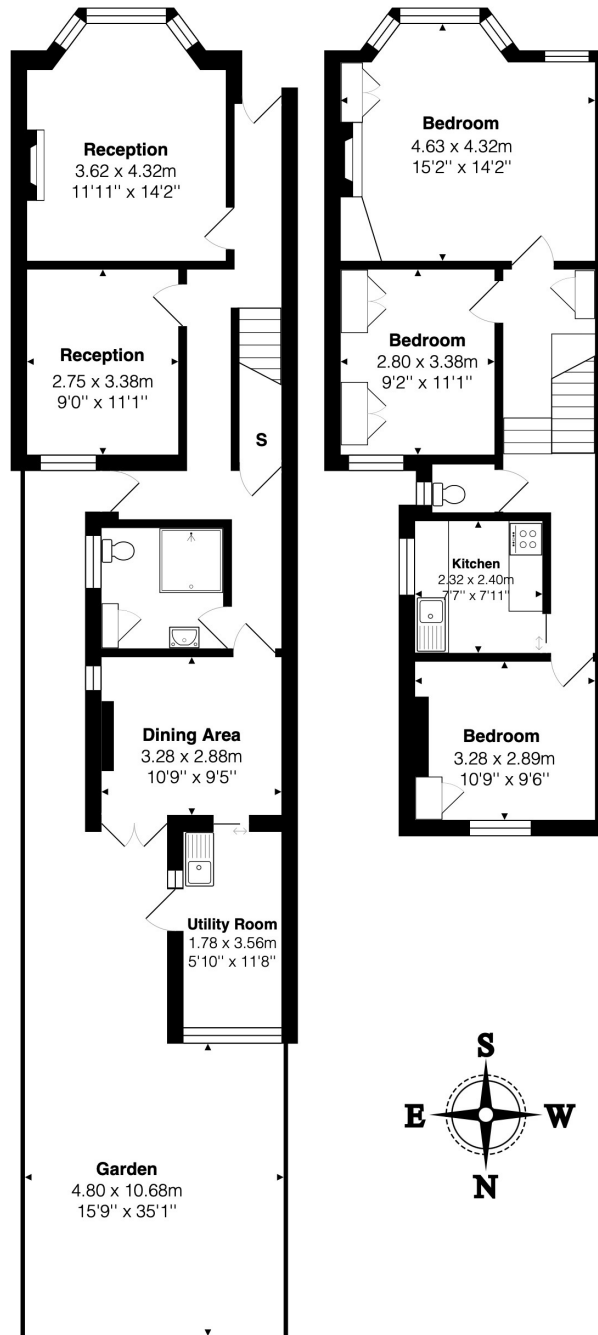 Reception
3.62 x 4.32m
11'11'' x 14'2''
Reception
2.75 x 3.38m
9'0'' x 11'1''
S
Dining Area
3.28 x 2.88m
10'9'' x 9'5''
Utility Room
1.78 x 3.56m
5'10'' x 11'8''
Garden
4.80 x 10.68m
15'9'' x 35'1''
Bedroom
4.63 x 4.32m
15'2'' x 14'2''
Bedroom
2.80 x 3.38m
9'2'' x 11'1''
Kitchen
2.32 x 2.40m
7'7'' x 7'11''
Bedroom
3.28 x 2.89m
10'9'' x 9'6''
S
E
W
N